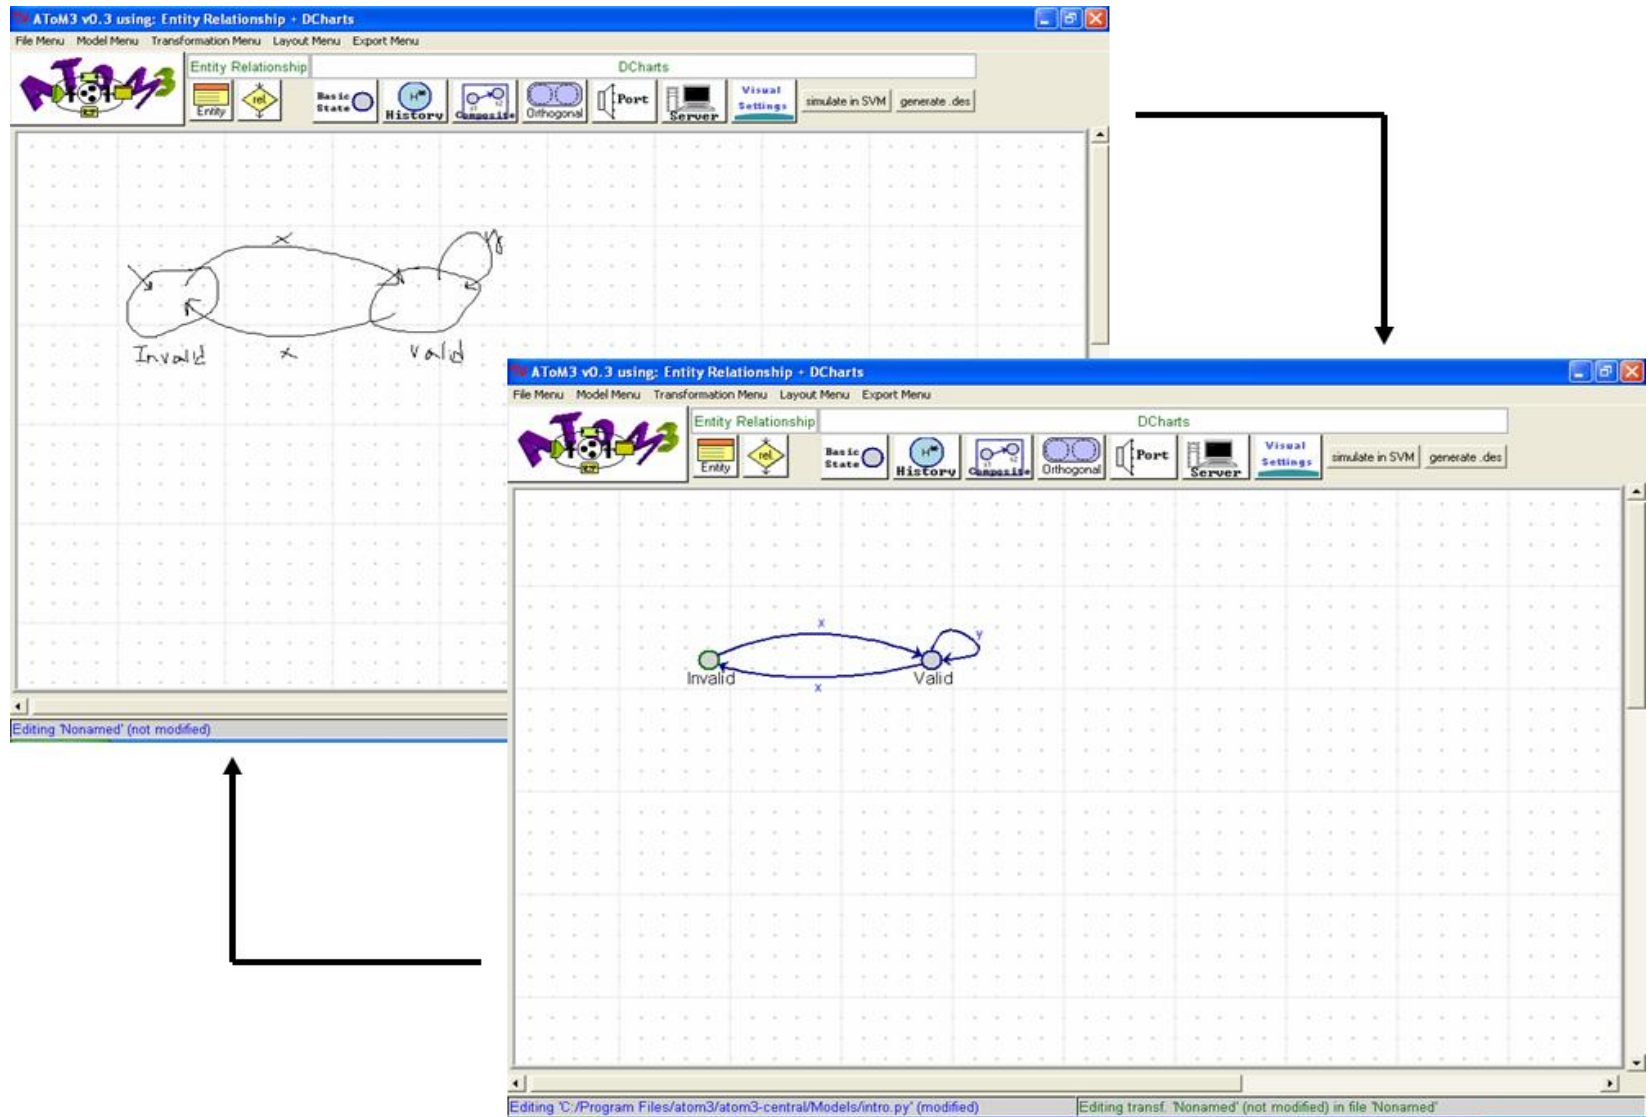 AToM3 v0.3 using: Entity Relationship + DCharts
File Menu Model Menu Transformation Menu Layout Menu Export Menu
AToM3
Entity Relationship
DCharts
Entity
rel
Basic State
H*
History
Composite
Orthogonal
Port
Server
Visual Settings
simulate in SVM
generate .des
x
y
Invalid
x
Valid
Editing 'Nonamed' (not modified)
AToM3 v0.3 using: Entity Relationship + DCharts
File Menu Model Menu Transformation Menu Layout Menu Export Menu
AToM3
Entity Relationship
DCharts
Entity
rel
Basic State
H*
History
Composite
Orthogonal
Port
Server
Visual Settings
simulate in SVM
generate .des
x
y
Invalid
x
Valid
Editing 'C:/Program Files/atom3/atom3-central/Models/intro.py' (modified)
Editing transf. 'Nonamed' (not modified) in file 'Nonamed'